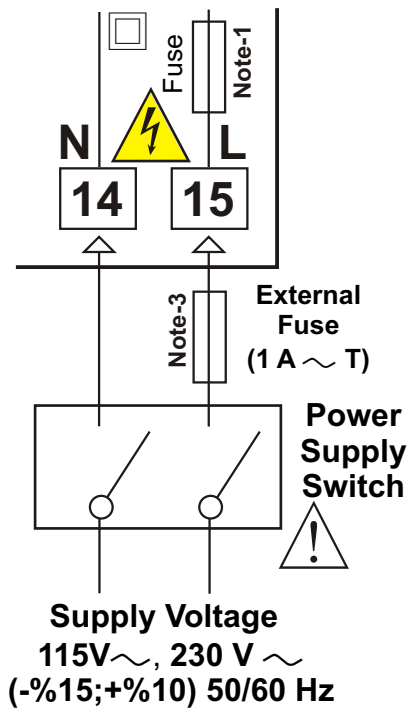 Fuse
Note-1
N
L
14
15
Note-3
External
Fuse
(1 A ~ T)
Power
Supply
Switch
!
Supply Voltage
115V~, 230 V ~
(-%15;+%10) 50/60 Hz